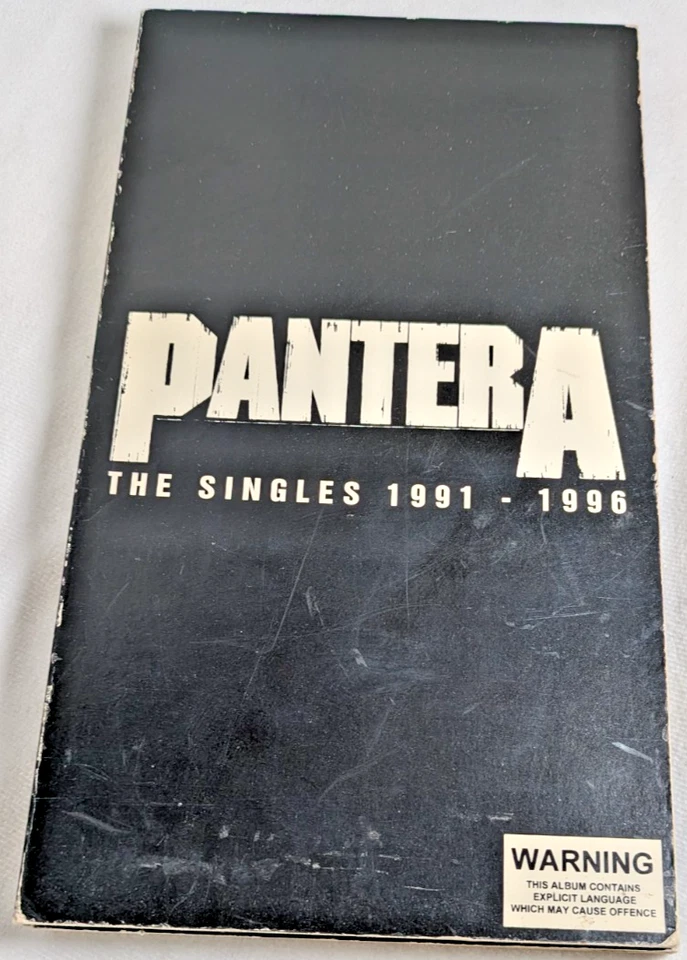 PANTERA
THE SINGLES 1991 - 1996
WARNING
THIS ALBUM CONTAINS
EXPLICIT LANGUAGE
WHICH MAY CAUSE OFFENCE